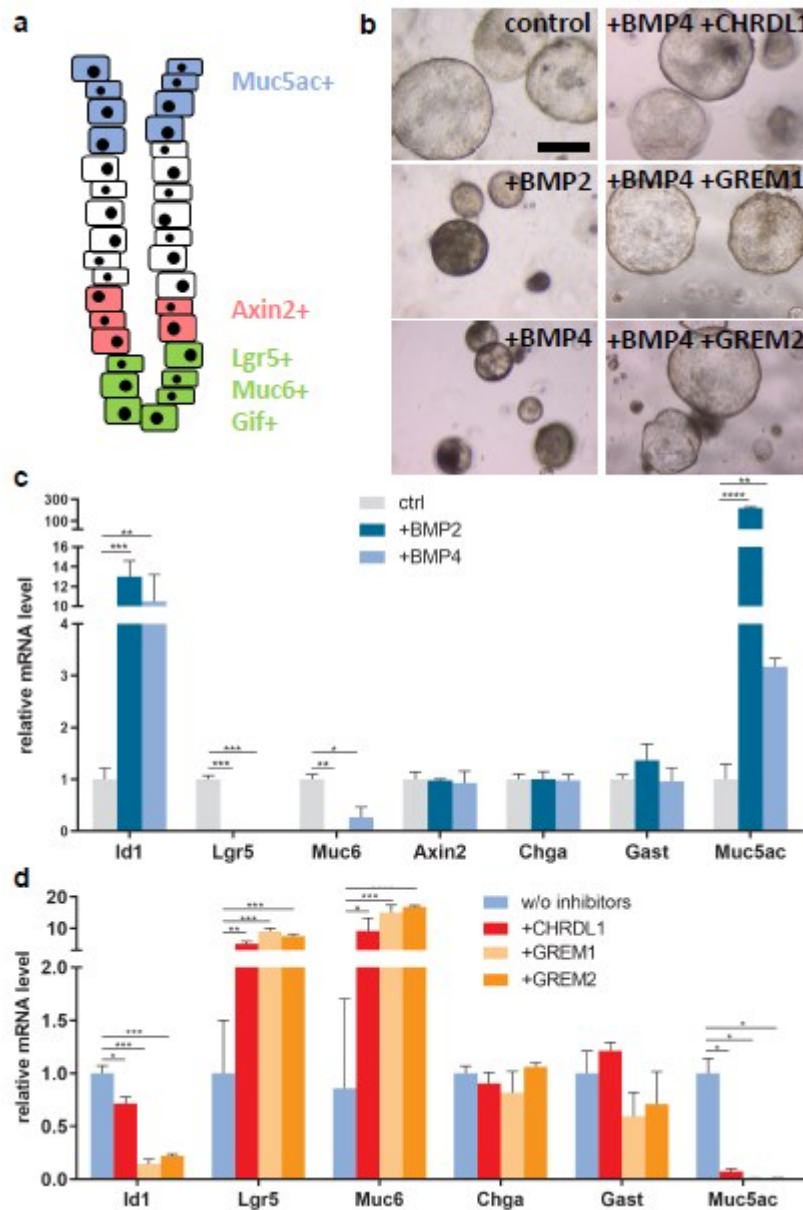 a
Muc5ac+
Axin2+
Lgr5+
Muc6+
Gif+
b
control
+BMP4 +CHRDL1
+BMP2
+BMP4 +GREM1
+BMP4
+BMP4 +GREM2
c
relative mRNA level
300
200
100
16
14
12
10
4
3
2
1
0
ctrl
+BMP2
+BMP4
***
**
***
***
**
*
****
**
Id1 Lgr5 Muc6 Axin2 Chga Gast Muc5ac
d
relative mRNA level
20
10
2.0
1.5
1.0
0.5
0.0
w/o inhibitors
+CHRDL1
+GREM1
+GREM2
*
***
***
**
***
***
*
***
****
*
*
*
Id1 Lgr5 Muc6 Chga Gast Muc5ac